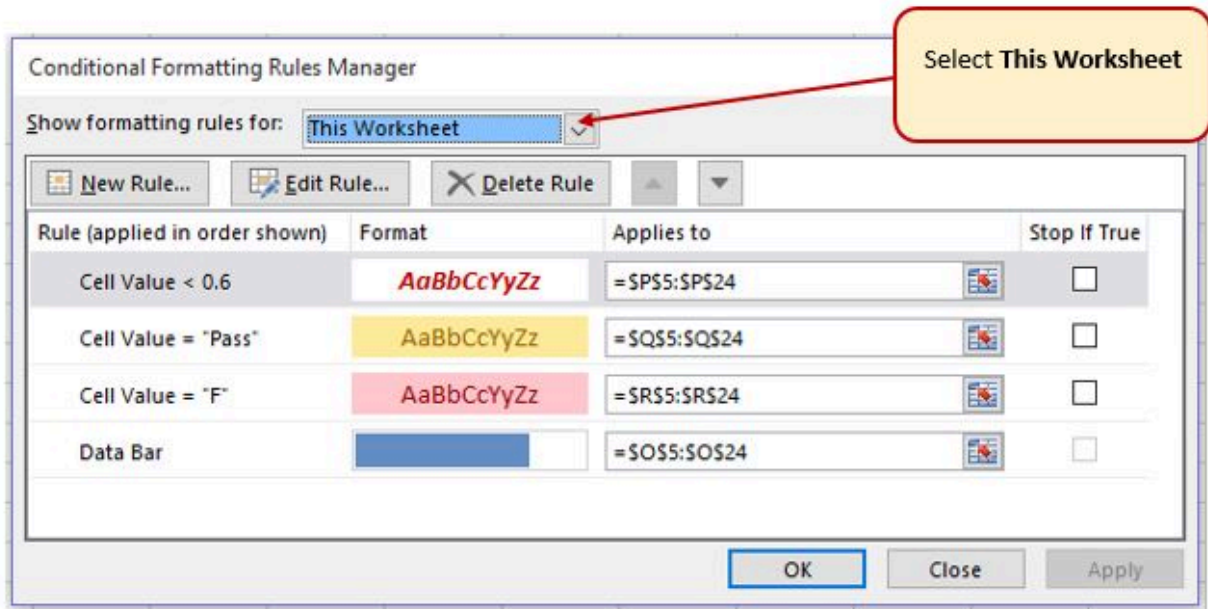 Select This Worksheet
Conditional Formatting Rules Manager
Show formatting rules for: This Worksheet
New Rule... Edit Rule... Delete Rule
Rule (applied in order shown) Format Applies to Stop If True
Cell Value < 0.6 AaBbCcYyZz =$P$5:$P$24
Cell Value = "Pass" AaBbCcYyZz =$Q$5:$Q$24
Cell Value = "F" AaBbCcYyZz =$R$5:$R$24
Data Bar =$O$5:$O$24
OK Close Apply